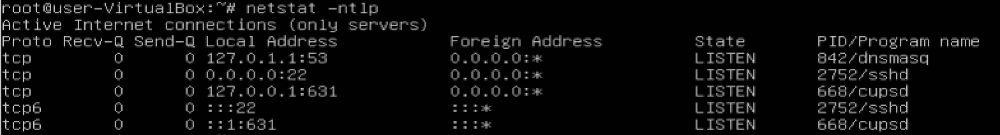 root@user-VirtualBox:~# netstat -ntlp
Active Internet connections (only servers)
Proto Recv-Q Send-Q Local Address           Foreign Address         State       PID/Program name
tcp        0      0 127.0.1.1:53            0.0.0.0:*               LISTEN      842/dnsmasq
tcp        0      0 0.0.0.0:22              0.0.0.0:*               LISTEN      2752/sshd
tcp        0      0 127.0.0.1:631           0.0.0.0:*               LISTEN      668/cupsd
tcp6       0      0 :::22                   :::*                    LISTEN      2752/sshd
tcp6       0      0 ::1:631                 :::*                    LISTEN      668/cupsd